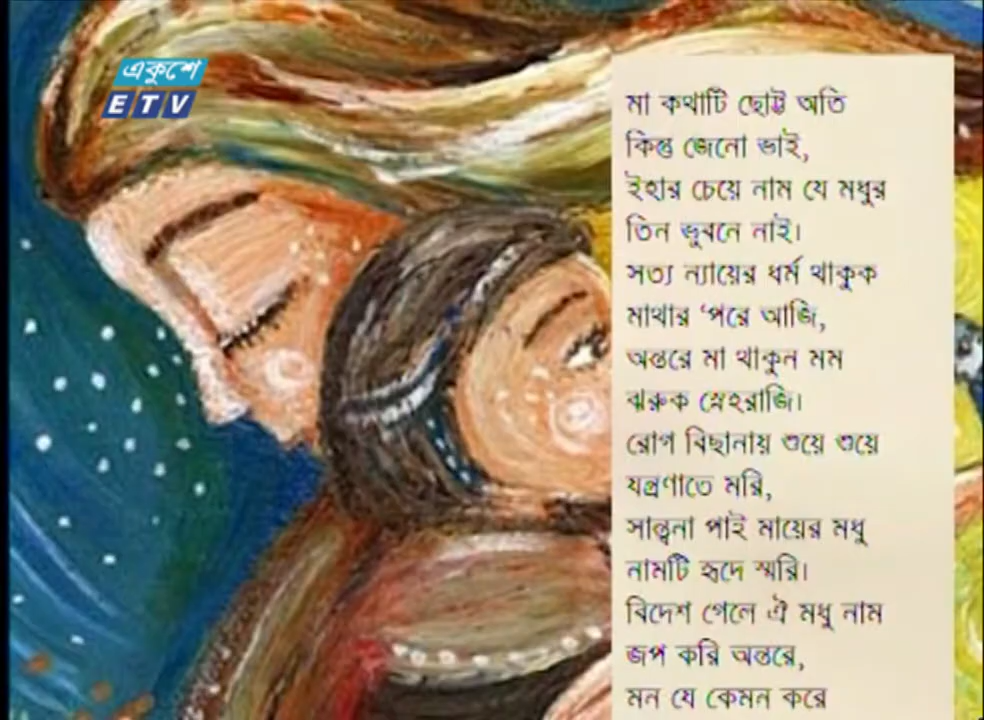 একুশে
ETV
মা কথাটি ছোট্ট অতি
কিন্তু জেনো ভাই,
ইহার চেয়ে নাম যে মধুর
তিন ভুবনে নাই।
সত্য ন্যায়ের ধর্ম থাকুক
মাথার ‘পরে আজি,
অন্তরে মা থাকুন মম
ঝরুক স্নেহরাজি।
রোগ বিছানায় শুয়ে শুয়ে
যন্ত্রণাতে মরি,
সান্ত্বনা পাই মায়ের মধু
নামটি হৃদে স্মরি।
বিদেশ গেলে ঐ মধু নাম
জপ করি অন্তরে,
মন যে কেমন করে